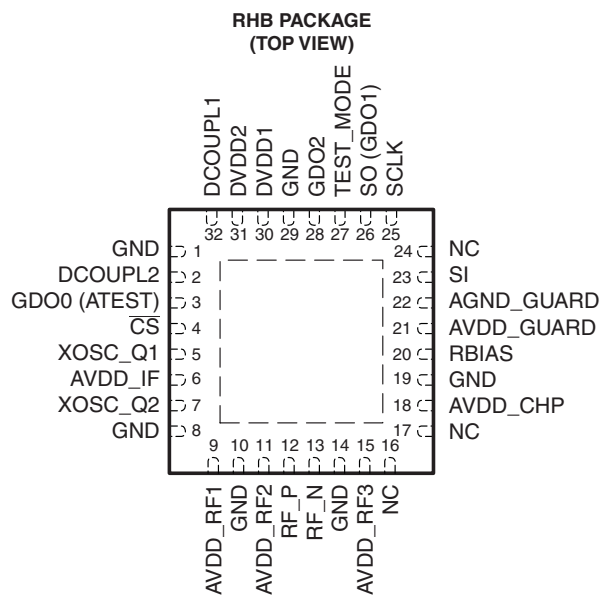 RHB PACKAGE
(TOP VIEW)
DCOUPL1
DVDD2
DVDD1
GND
GDO2
TEST_MODE
SO (GDO1)
SCLK
32 31 30 29 28 27 26 25
GND 1
DCOUPL2 2
GDO0 (ATEST) 3
CS 4
XOSC_Q1 5
AVDD_IF 6
XOSC_Q2 7
GND 8
24 NC
23 SI
22 AGND_GUARD
21 AVDD_GUARD
20 RBIAS
19 GND
18 AVDD_CHP
17 NC
9 10 11 12 13 14 15 16
AVDD_RF1
GND
AVDD_RF2
RF_P
RF_N
GND
AVDD_RF3
NC